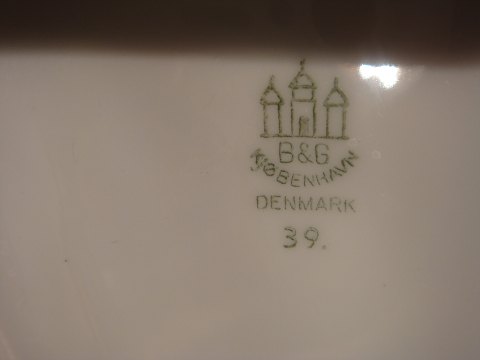 B&G
KJØBENHAVN
DENMARK
39.